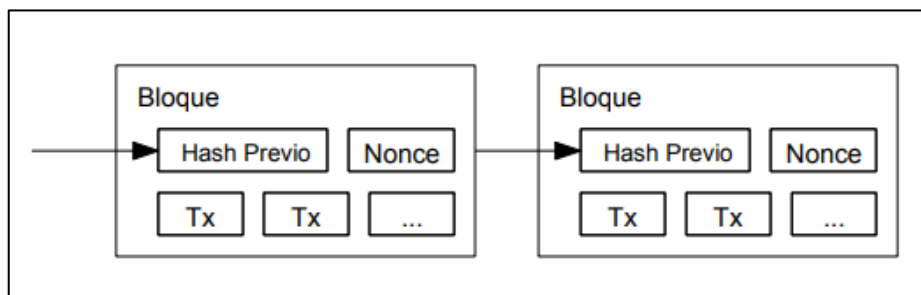 Bloque
Hash Previo Nonce
Tx Tx ...
Bloque
Hash Previo Nonce
Tx Tx ...